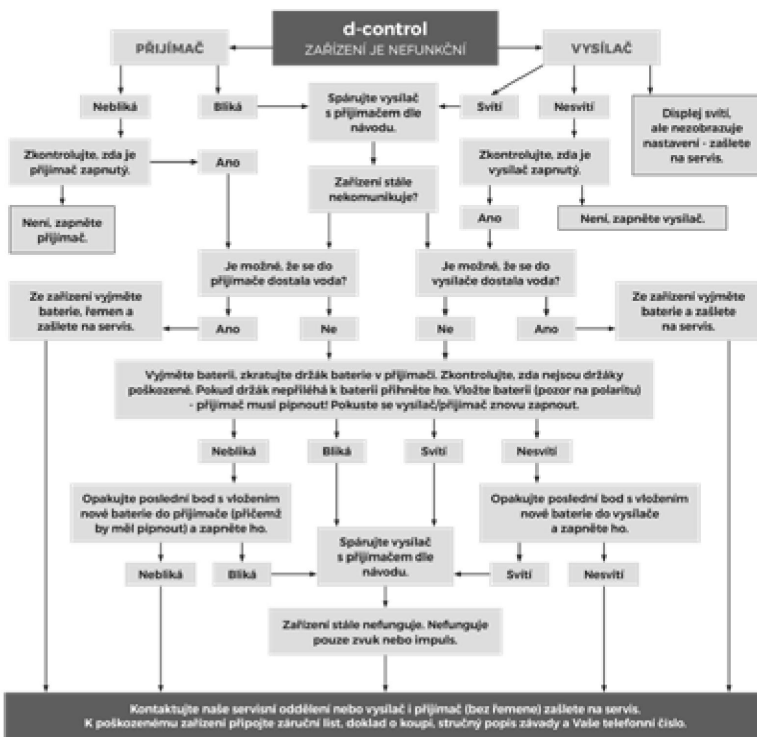 d-control
ZAŘÍZENÍ JE NEFUNKČNÍ
PŘIJÍMAČ
VYSÍLAČ
Nebliká
Bliká
Spárujte vysílač
s přijímačem dle
návodu.
Svítí
Nesvítí
Displej svítí,
ale nezobrazuje
nastavení - zašlete
na servis.
Zkontrolujte, zda je
přijímač zapnutý.
Ano
Zařízení stále
nekomunikuje?
Zkontrolujte, zda je
vysílač zapnutý.
Není, zapněte
přijímač.
Ano
Není, zapněte vysílač.
Je možné, že se do
přijímače dostala voda?
Je možné, že se do
vysílače dostala voda?
Ze zařízení vyjměte
baterie, řemen a
zašlete na servis.
Ano
Ne
Ne
Ano
Ze zařízení vyjměte
baterie a zašlete
na servis.
Vyjměte baterii, zkratujte držák baterie v přijímači. Zkontrolujte, zda nejsou držáky
poškozené. Pokud držák nepřiléhá k baterii přihněte ho. Vložte baterii (pozor na polaritu)
- přijímač musí pípnout! Pokuste se vysílač/přijímač znovu zapnout.
Nebliká
Bliká
Svítí
Nesvítí
Opakujte poslední bod s vložením
nové baterie do přijímače (přičemž
by měl pípnout) a zapněte ho.
Opakujte poslední bod s vložením
nové baterie do vysílače
a zapněte ho.
Spárujte vysílač
s přijímačem dle
návodu.
Nebliká
Bliká
Svítí
Nesvítí
Zařízení stále nefunguje. Nefunguje
pouze zvuk nebo impuls.
Kontaktujte naše servisní oddělení nebo vysílač i přijímač (bez řemene) zašlete na servis.
K poškozenému zařízení připojte záruční list, doklad o koupi, stručný popis závady a Vaše telefonní číslo.